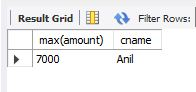 Result Grid Filter Rows:
max(amount) cname
7000 Anil